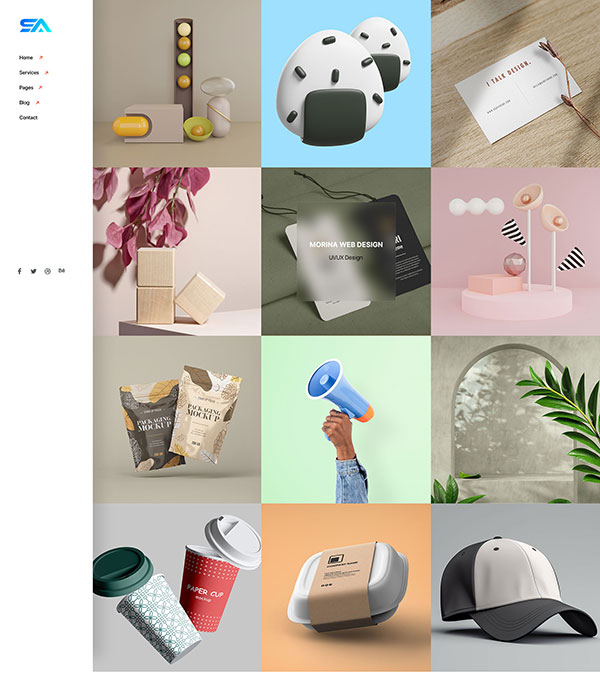 SA
Home
Services
Pages
Blog
Contact
Bē
I TALK DESIGN.
MORINA WEB DESIGN
UI/UX Design
PACKAGING
MOCKUP
PACKAGING
MOCKUP
PAPER CUP
mockup